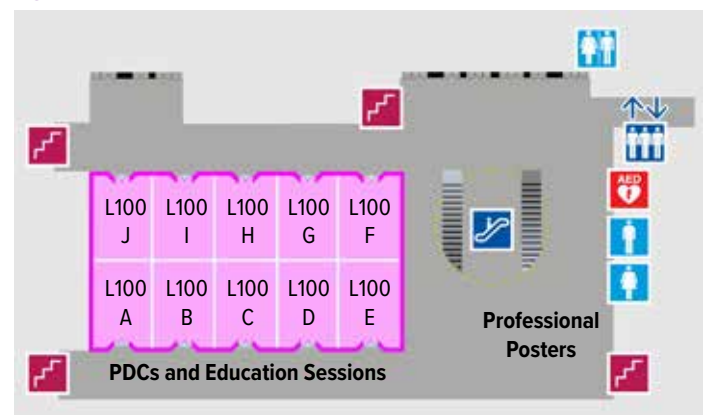 AED
L100 L100 L100 L100 L100
J I H G F
L100 L100 L100 L100 L100
A B C D E
Professional
Posters
PDCs and Education Sessions